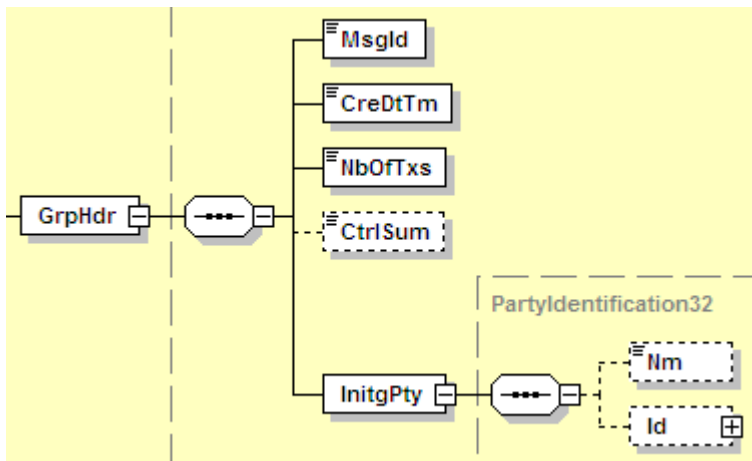 MsgId
CreDtTm
NbOfTxs
GrpHdr
CtrlSum
PartyIdentification32
Nm
InitgPty
Id